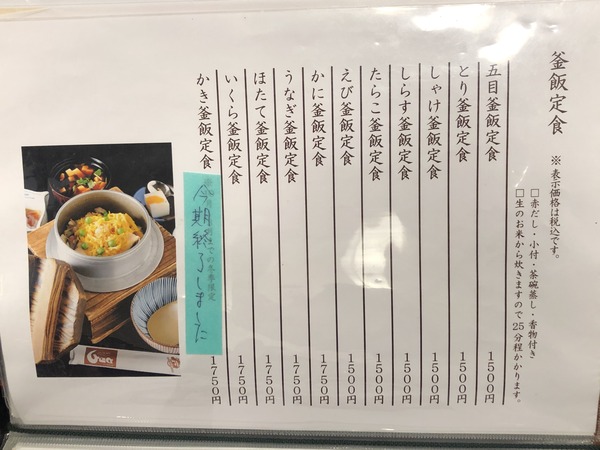 釜飯定食
※表示価格は税込です。
□赤だし・小付・茶碗蒸し・香物付き
□生のお米から炊きますので25分程かかります。
五目釜飯定食 1500円
とり釜飯定食 1500円
しゃけ釜飯定食 1500円
しらす釜飯定食 1500円
たらこ釜飯定食 1500円
えび釜飯定食 1500円
かに釜飯定食 1750円
うなぎ釜飯定食 1750円
ほたて釜飯定食 1750円
いくら釜飯定食 1750円
かき釜飯定食 1750円
までの冬季限定
今期終了しました